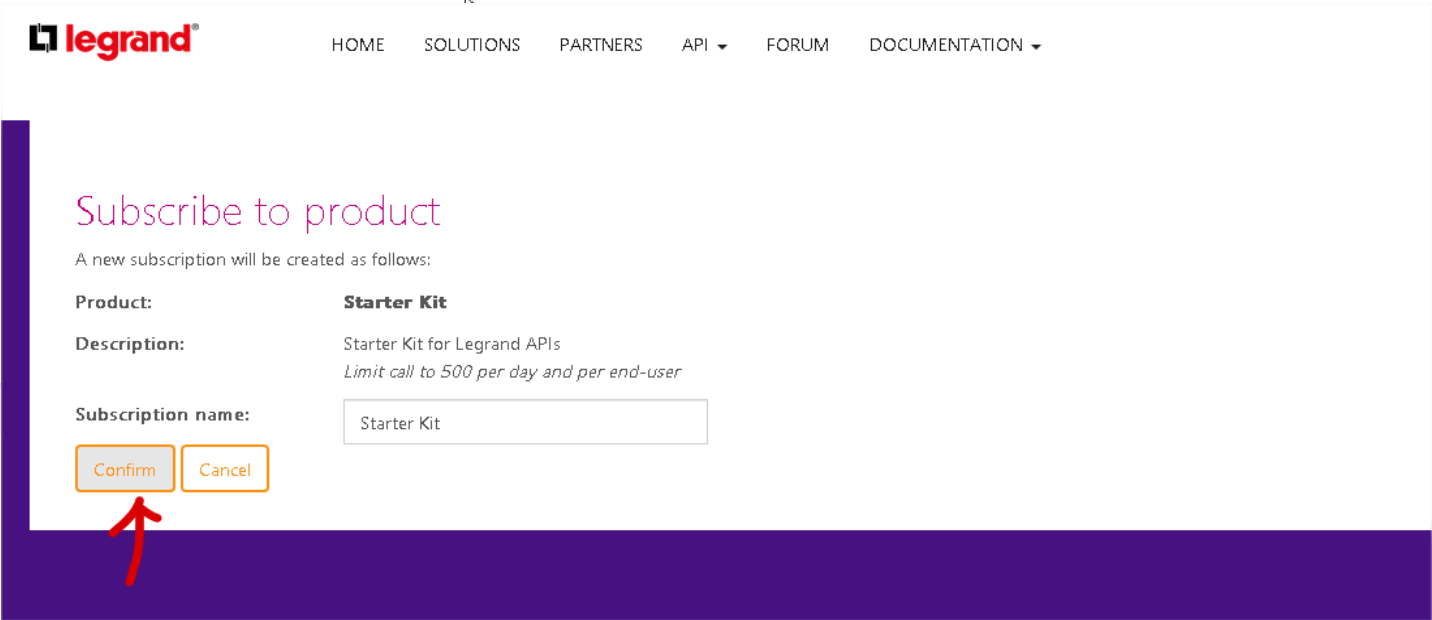 legrand®
HOME SOLUTIONS PARTNERS API FORUM DOCUMENTATION
Subscribe to product
A new subscription will be created as follows:
Product: Starter Kit
Description: Starter Kit for Legrand APIs
Limit call to 500 per day and per end-user
Subscription name: Starter Kit
Confirm Cancel